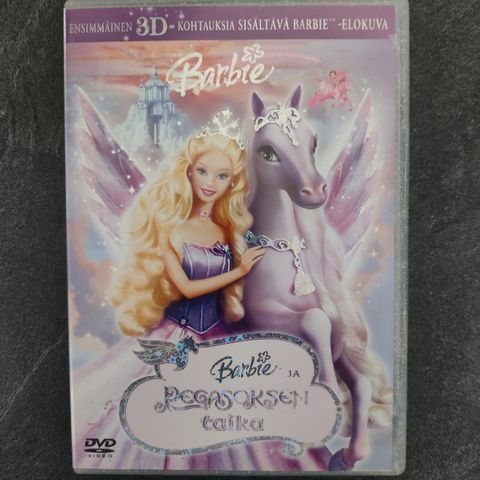 ENSIMMÄINEN 3D- KOHTAUKSIA SISÄLTÄVÄ BARBIE™ -ELOKUVA
Barbie
Barbie JA
PEGASOKSEN
taika
DVD
VIDEO